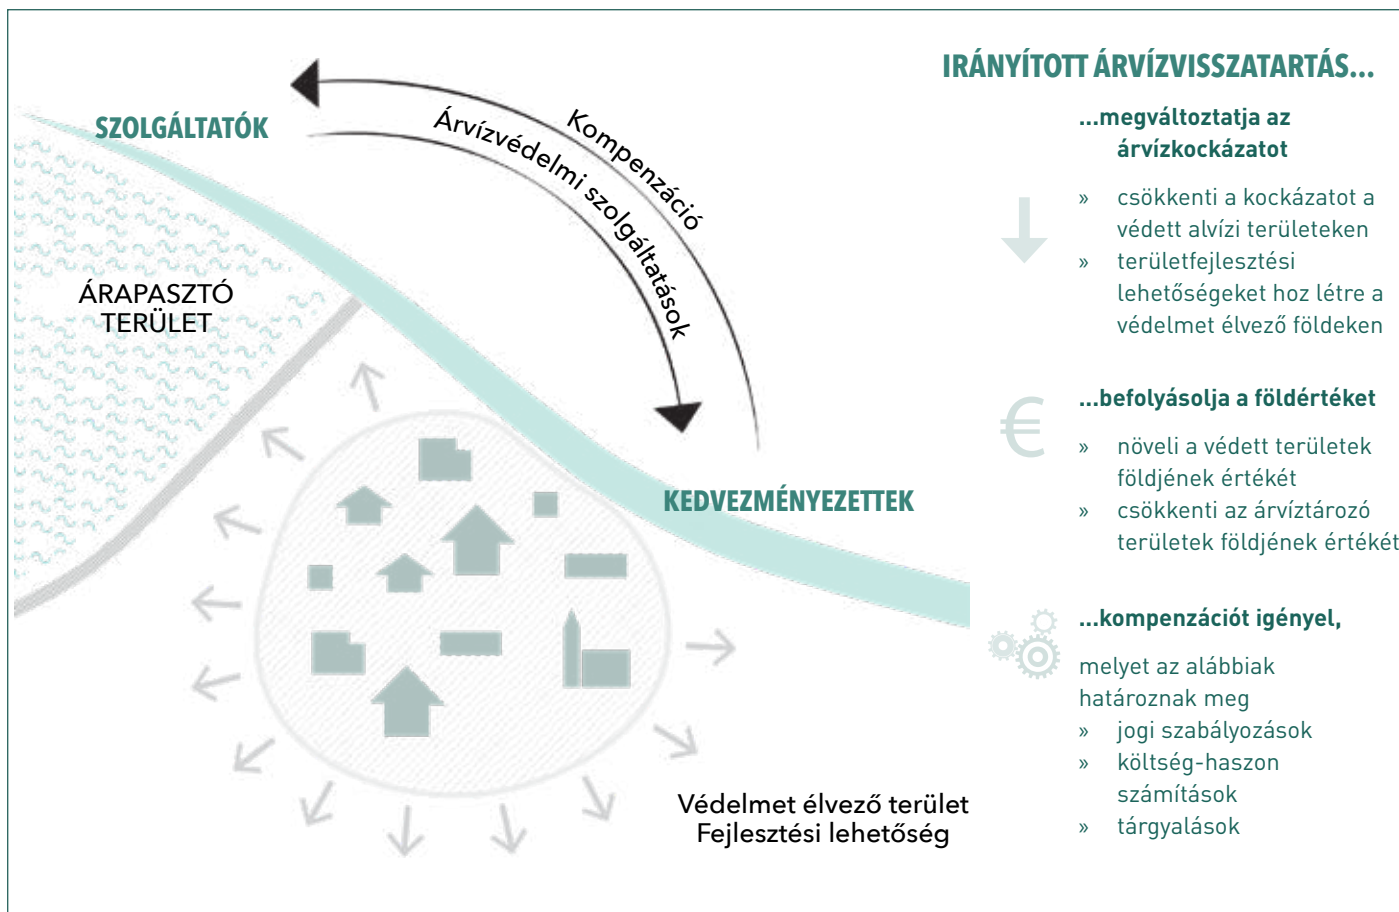 SZOLGÁLTATÓK
Kompenzáció
Árvízvédelmi szolgáltatások
ÁRAPASZTÓ
TERÜLET
KEDVEZMÉNYEZETTEK
Védelmet élvező terület
Fejlesztési lehetőség
IRÁNYÍTOTT ÁRVÍZVISSZATARTÁS...
...megváltoztatja az
árvízkockázatot
» csökkenti a kockázatot a
védett alvízi területeken
» területfejlesztési
lehetőségeket hoz létre a
védelmet élvező földeken
€
...befolyásolja a földértéket
» növeli a védett területek
földjének értékét
» csökkenti az árvíztározó
területek földjének értékét
...kompenzációt igényel,
melyet az alábbiak
határoznak meg
» jogi szabályozások
» költség-haszon
számítások
» tárgyalások